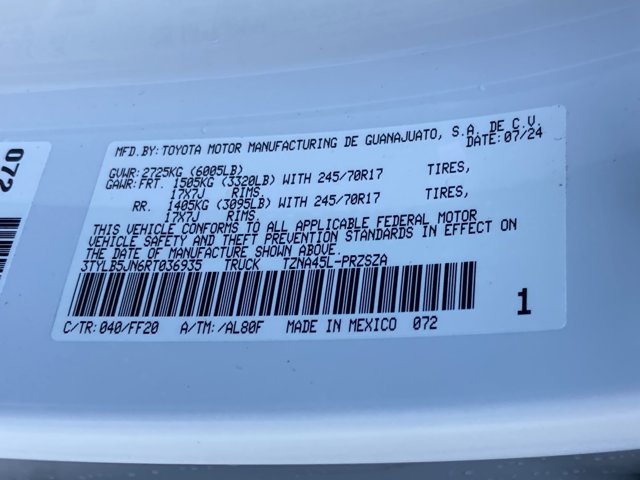 MFD.BY: TOYOTA MOTOR MANUFACTURING DE GUANAJUATO, S.A. DE C.V.
DATE: 07/24
GVWR: 2725KG (6005LB)
GAWR: FRT. 1505KG (3320LB) WITH 245/70R17 TIRES,
17X7J RIMS,
RR. 1405KG (3095LB) WITH 245/70R17 TIRES,
17X7J RIMS.
THIS VEHICLE CONFORMS TO ALL APPLICABLE FEDERAL MOTOR
VEHICLE SAFETY AND THEFT PREVENTION STANDARDS IN EFFECT ON
THE DATE OF MANUFACTURE SHOWN ABOVE.
3TYLB5JN6RT036935 TRUCK TZNA45L-PRZSZA
1
C/TR: 040/FF20 A/TM: /AL80F MADE IN MEXICO 072
072